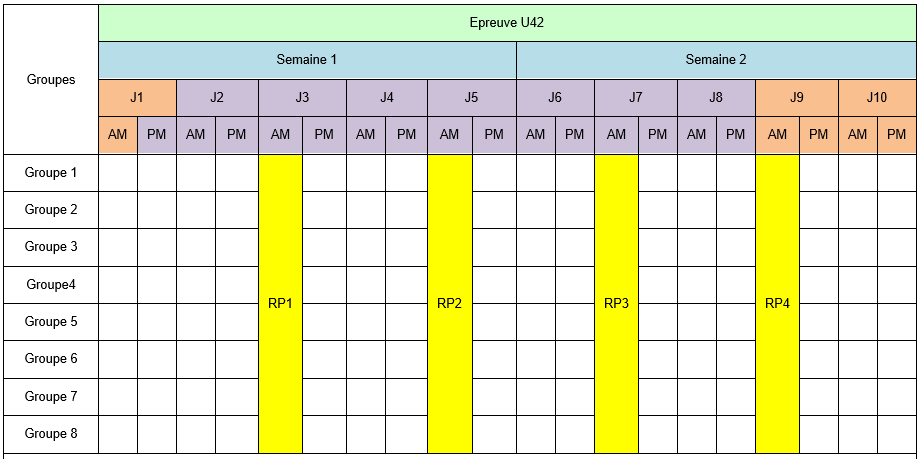 Epreuve U42
Groupes
Semaine 1 Semaine 2
J1 J2 J3 J4 J5 J6 J7 J8 J9 J10
AM PM AM PM AM PM AM PM AM PM AM PM AM PM AM PM AM PM AM PM
Groupe 1
Groupe 2
Groupe 3
Groupe4
RP1 RP2 RP3 RP4
Groupe 5
Groupe 6
Groupe 7
Groupe 8